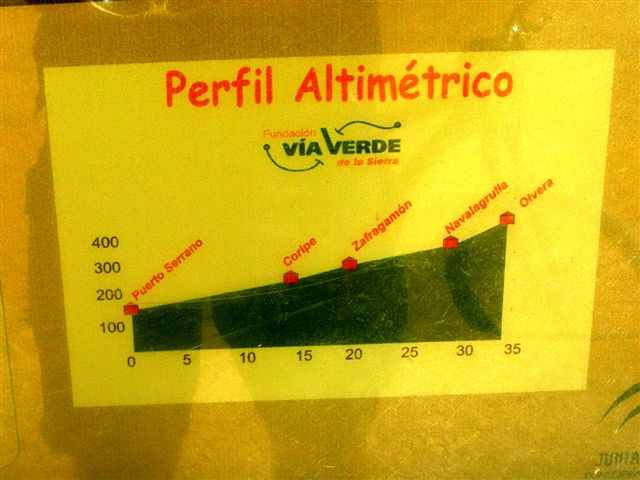 Perfil Altimétrico
Fundación
VÍA VERDE
de la Sierra
Puerto Serrano
Coripe
Zafragamón
Navalagrulla
Olvera
400
300
200
100
0 5 10 15 20 25 30 35
JUNTA